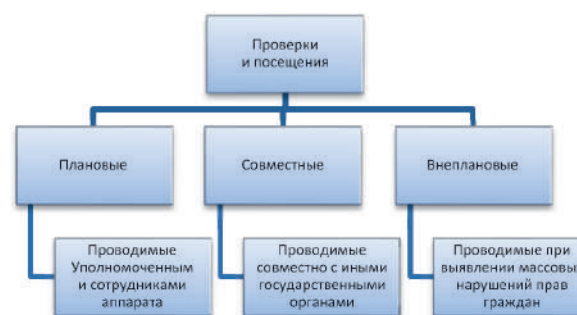 Проверки
и посещения
Плановые
Совместные
Внеплановые
Проводимые
Уполномоченным
и сотрудниками
аппарата
Проводимые
совместно с иными
государственными
органами
Проводимые при
выявлении массовых
нарушений прав
граждан